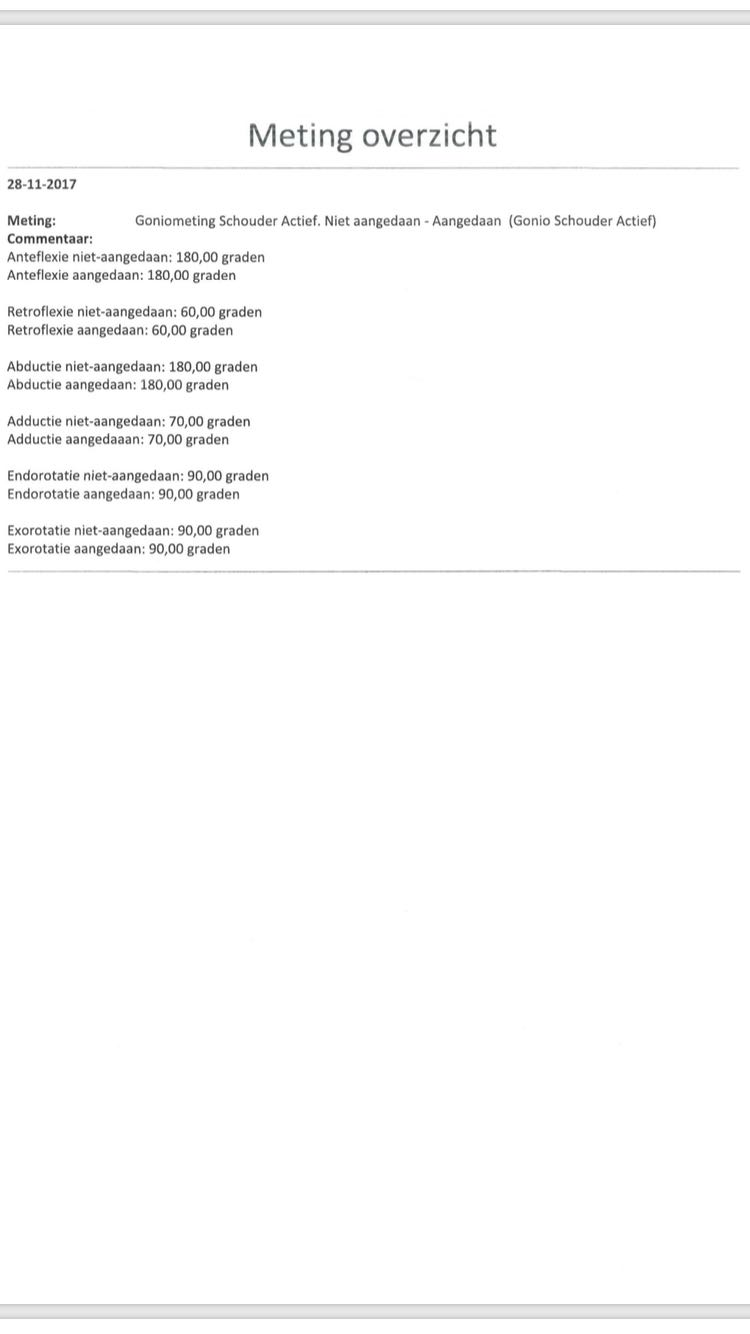 Meting overzicht
28-11-2017
Meting: Goniometing Schouder Actief. Niet aangedaan - Aangedaan (Gonio Schouder Actief)
Commentaar:
Anteflexie niet-aangedaan: 180,00 graden
Anteflexie aangedaan: 180,00 graden
Retroflexie niet-aangedaan: 60,00 graden
Retroflexie aangedaan: 60,00 graden
Abductie niet-aangedaan: 180,00 graden
Abductie aangedaan: 180,00 graden
Adductie niet-aangedaan: 70,00 graden
Adductie aangedaaan: 70,00 graden
Endorotatie niet-aangedaan: 90,00 graden
Endorotatie aangedaan: 90,00 graden
Exorotatie niet-aangedaan: 90,00 graden
Exorotatie aangedaan: 90,00 graden